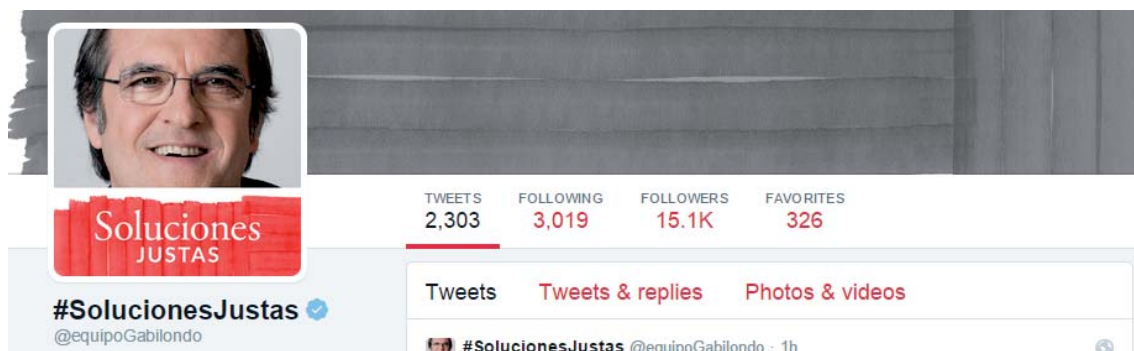 Soluciones
JUSTAS
#SolucionesJustas
@equipoGabilondo
TWEETS FOLLOWING FOLLOWERS FAVORITES
2,303 3,019 15.1K 326
Tweets Tweets & replies Photos & videos
#SolucionesJustas @equipoGabilondo · 1h